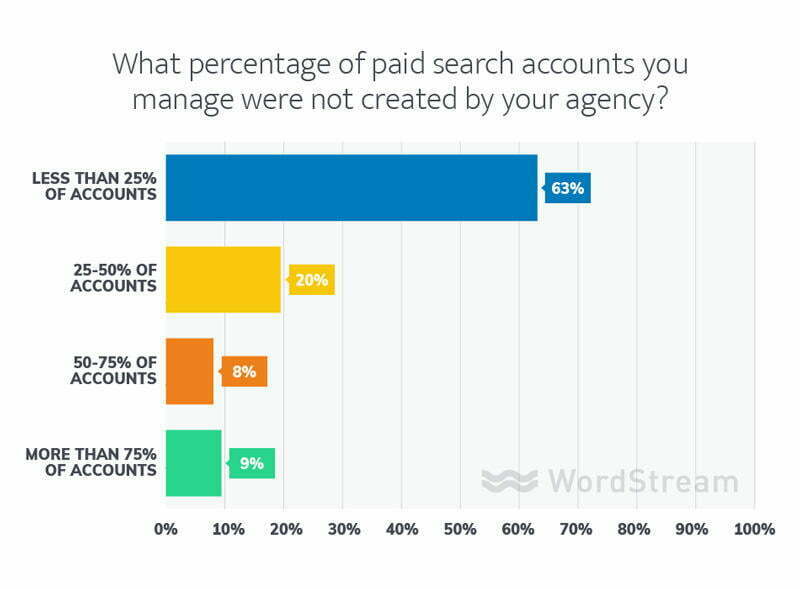 What percentage of paid search accounts you
manage were not created by your agency?
LESS THAN 25%
OF ACCOUNTS
63%
25-50% OF
ACCOUNTS
20%
50-75% OF
ACCOUNTS
8%
MORE THAN 75%
OF ACCOUNTS
9%
WordStream
0% 10% 20% 30% 40% 50% 60% 70% 80% 90% 100%